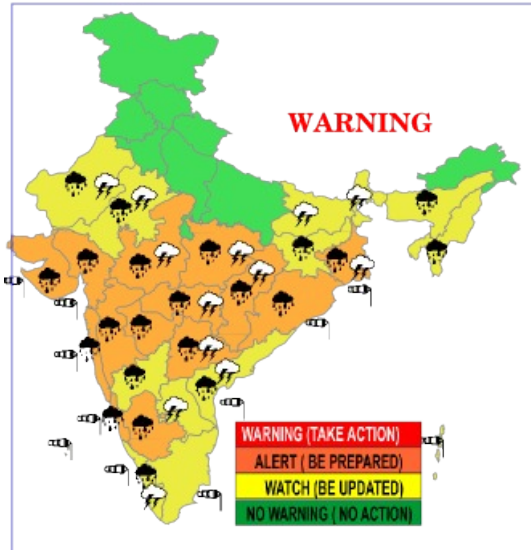 WARNING
WARNING (TAKE ACTION)
ALERT ( BE PREPARED)
WATCH (BE UPDATED)
NO WARNING ( NO ACTION)